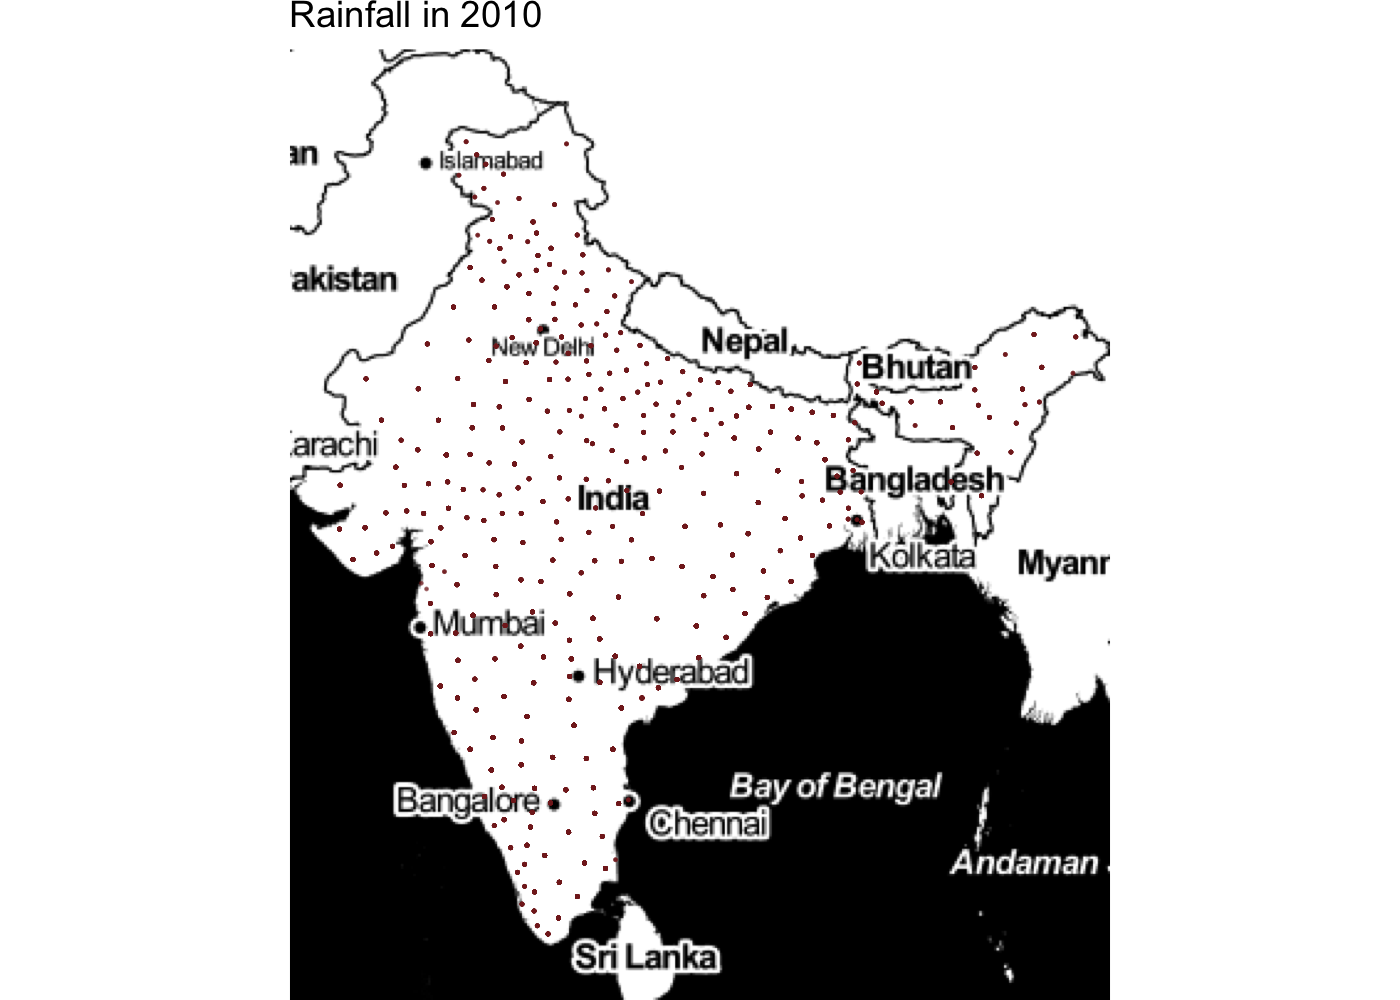 Rainfall in 2010
an
Islamabad
akistan
New Delhi
Nepal
Bhutan
arachi
Bangladesh
India
Kolkata
Myanr
Mumbai
Hyderabad
Bay of Bengal
Bangalore
Chennai
Andaman
Sri Lanka